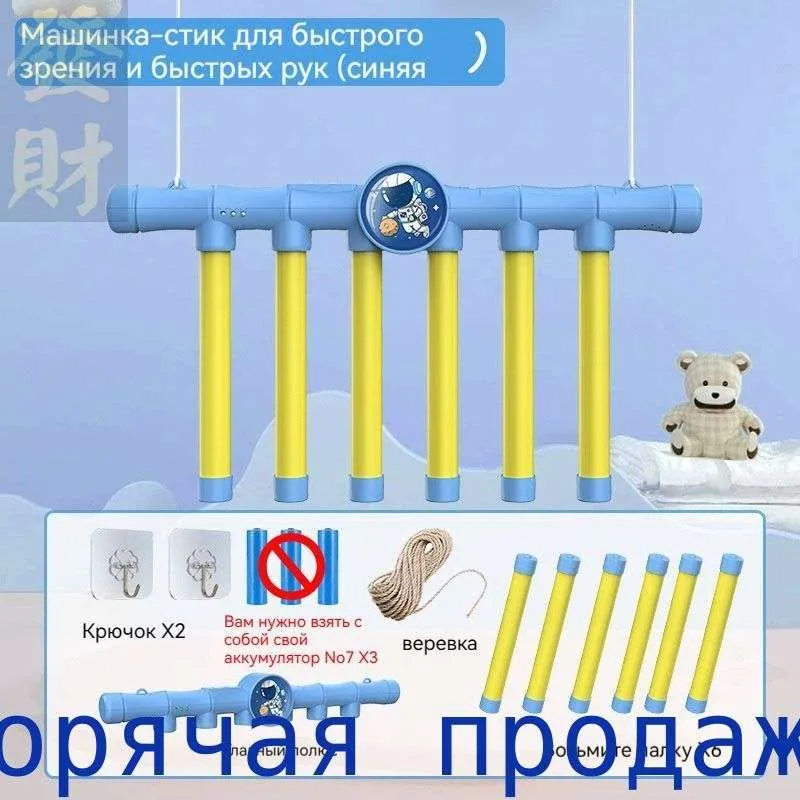 Машинка-стик для быстрого
зрения и быстрых рук (синяя )
發
財
Крючок X2
Вам нужно взять с
собой свой
аккумулятор No7 X3
веревка
орячая продаж